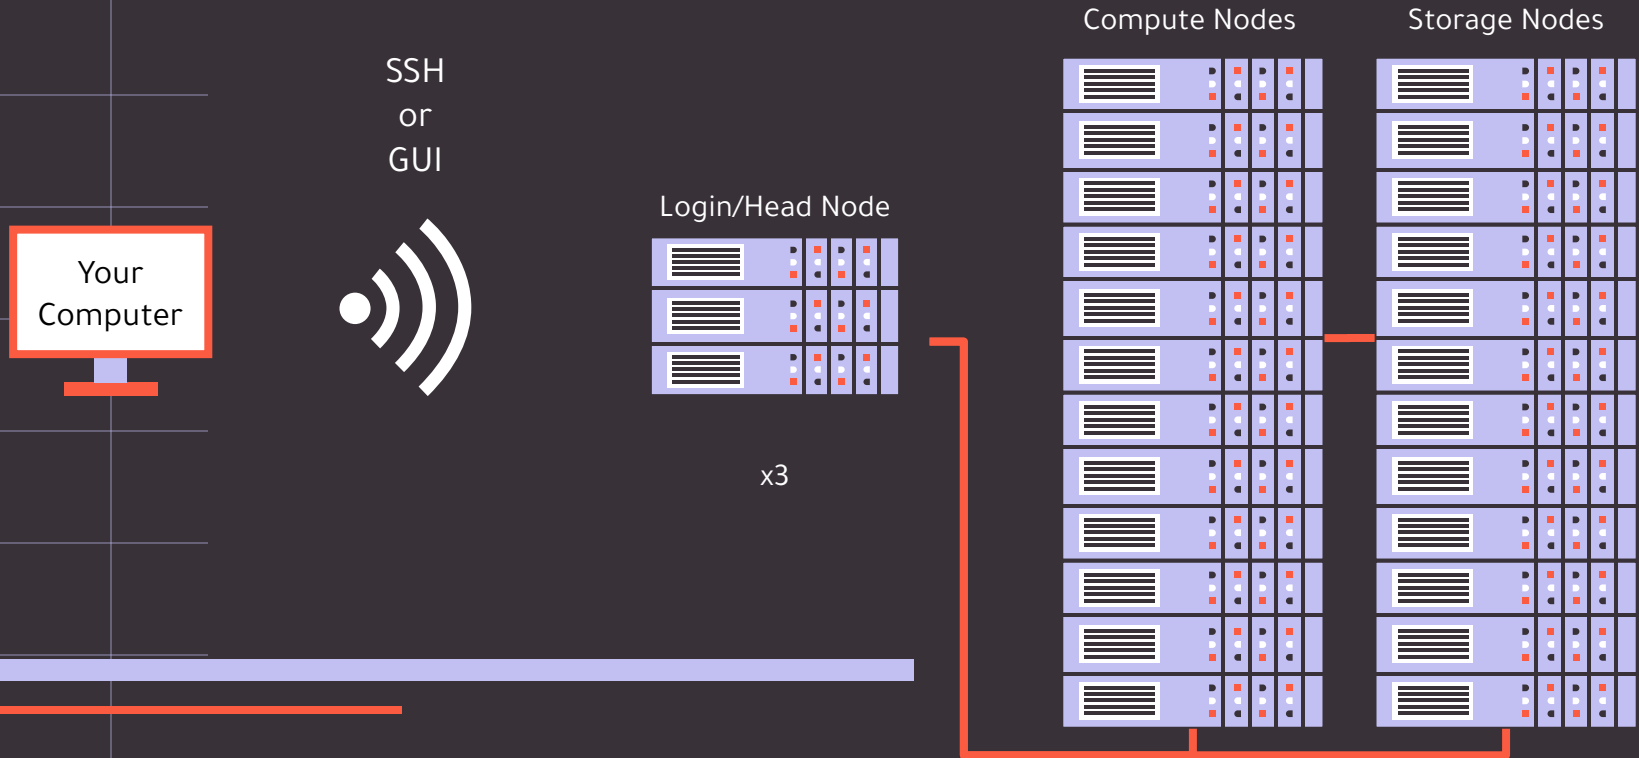 Compute Nodes
Storage Nodes
SSH
or
GUI
Login/Head Node
Your
Computer
x3